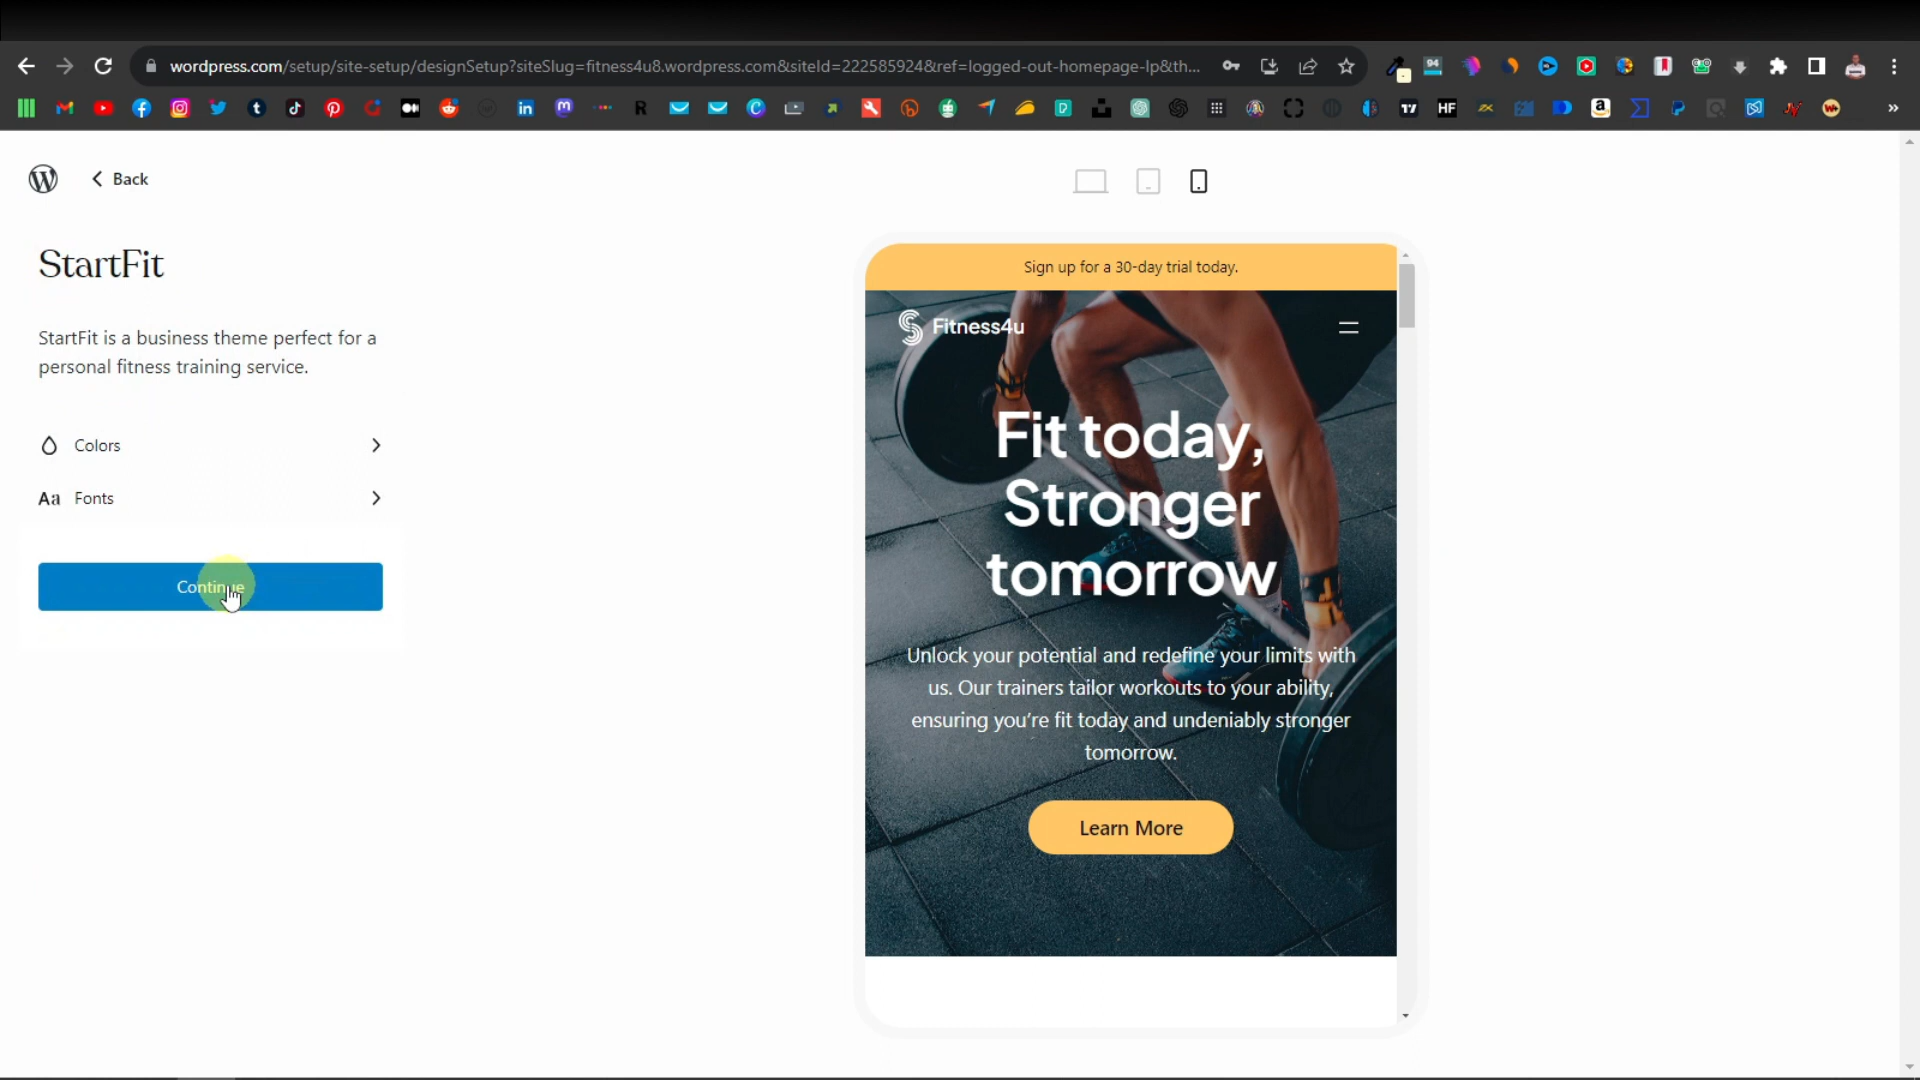 wordpress.com/setup/site-setup/designSetup?siteSlug=fitness4u8.wordpress.com&siteId=222585924&ref=logged-out-homepage-lp&th...
94
HF
Back
StartFit
StartFit is a business theme perfect for a
personal fitness training service.
Colors
Aa Fonts
Continue
Sign up for a 30-day trial today.
Fitness4u
Fit today,
Stronger
tomorrow
Unlock your potential and redefine your limits with
us. Our trainers tailor workouts to your ability,
ensuring you’re fit today and undeniably stronger
tomorrow.
Learn More